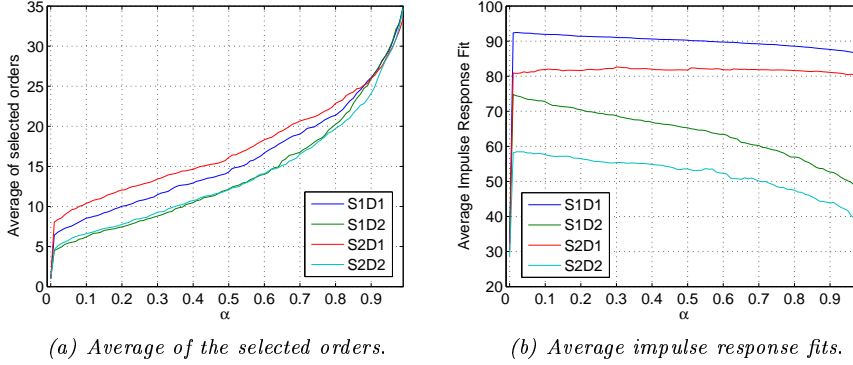 35
30
25
20
15
10
5
0
Average of selected orders
0 0.1 0.2 0.3 0.4 0.5 0.6 0.7 0.8 0.9
α
S1D1
S1D2
S2D1
S2D2
(a) Average of the selected orders.
100
90
80
70
60
50
40
30
20
Average Impulse Response Fit
0 0.1 0.2 0.3 0.4 0.5 0.6 0.7 0.8 0.9
α
S1D1
S1D2
S2D1
S2D2
(b) Average impulse response fits.